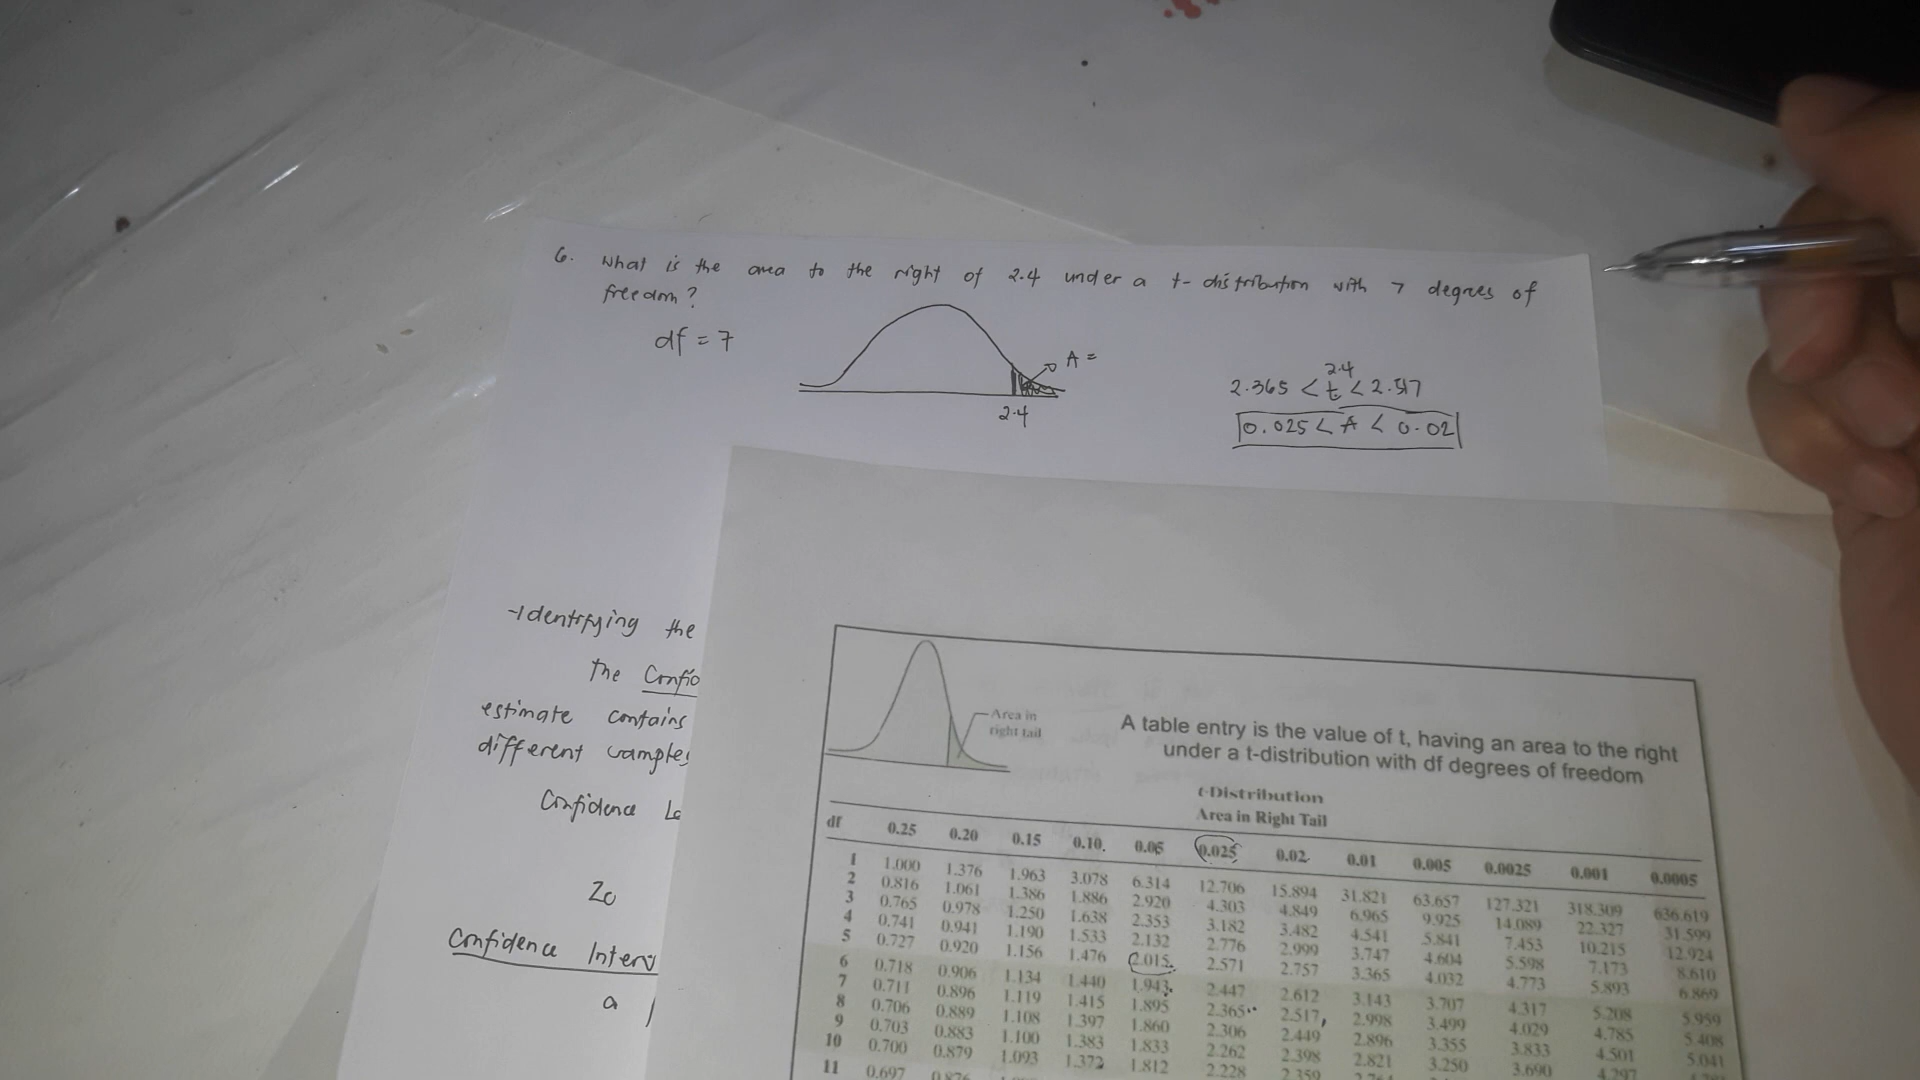 6. What is the area to the right of 2.4 under a t-distribution with 7 degrees of
freedom?
df = 7
A =
2.4
2.4
2.365 < t < 2.517
0.025 < A < 0.02
-Identifying the
The Confid
estimate contains
different samples
Confidence Le
Zc
Confidence Interv
a
Area in
right tail
A table entry is the value of t, having an area to the right
under a t-distribution with df degrees of freedom
t-Distribution
Area in Right Tail
df 0.25 0.20 0.15 0.10 0.05 0.025 0.02 0.01 0.005 0.0025 0.001 0.0005
1 1.000 1.376 1.963 3.078 6.314 12.706 15.894 31.821 63.657 127.321 318.309 636.619
2 0.816 1.061 1.386 1.886 2.920 4.303 4.849 6.965 9.925 14.089 22.327 31.599
3 0.765 0.978 1.250 1.638 2.353 3.182 3.482 4.541 5.841 7.453 10.215 12.924
4 0.741 0.941 1.190 1.533 2.132 2.776 2.999 3.747 4.604 5.598 7.173 8.610
5 0.727 0.920 1.156 1.476 2.015 2.571 2.757 3.365 4.032 4.773 5.893 6.869
6 0.718 0.906 1.134 1.440 1.943 2.447 2.612 3.143 3.707 4.317 5.208 5.959
7 0.711 0.896 1.119 1.415 1.895 2.365 2.517 2.998 3.499 4.029 4.785 5.408
8 0.706 0.889 1.108 1.397 1.860 2.306 2.449 2.896 3.355 3.833 4.501 5.041
9 0.703 0.883 1.100 1.383 1.833 2.262 2.398 2.821 3.250 3.690 4.297
10 0.700 0.879 1.093 1.372 1.812 2.228 2.359
11 0.697 0.876